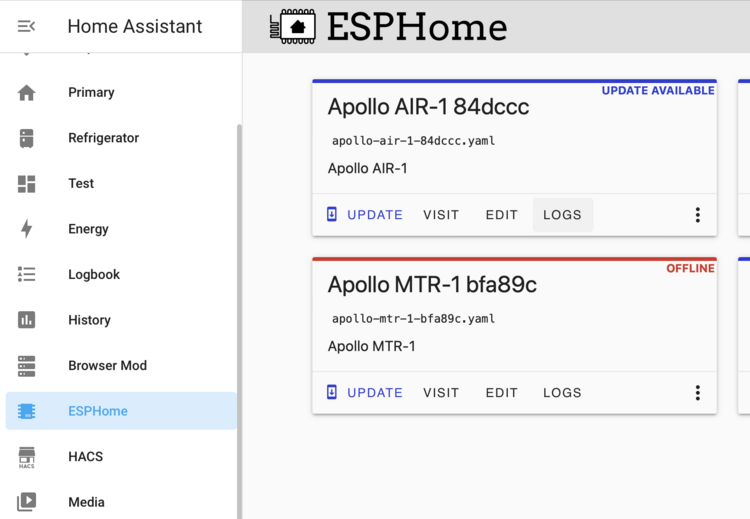 Home Assistant
ESPHome
Primary
Refrigerator
Test
Energy
Logbook
History
Browser Mod
ESPHome
HACS
HACS
Media
UPDATE AVAILABLE
Apollo AIR-1 84dccc
apollo-air-1-84dccc.yaml
Apollo AIR-1
UPDATE VISIT EDIT LOGS
OFFLINE
Apollo MTR-1 bfa89c
apollo-mtr-1-bfa89c.yaml
Apollo MTR-1
UPDATE VISIT EDIT LOGS